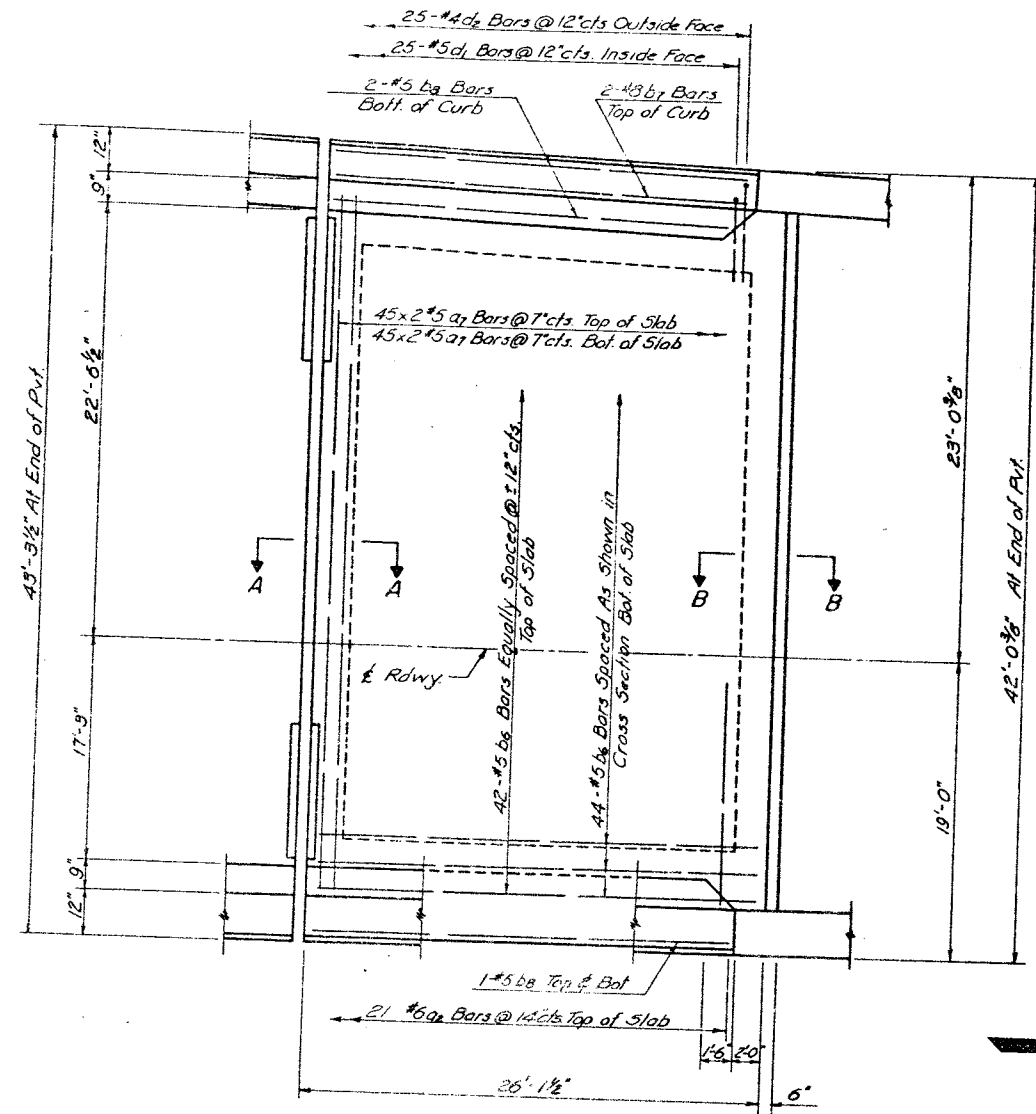 25-#4 d2 Bars @ 12"cts Outside Face
25-#5 d1 Bars @ 12"cts. Inside Face
2-#5 b8 Bars
Bott. of Curb
2-#8 b7 Bars
Top of Curb
12"
9"
22'-6½"
43'-3½" At End of Pvt.
45x2 #5 a7 Bars @ 7"cts. Top of Slab
45x2 #5 a7 Bars @ 7"cts. Bot. of Slab
42-#5 b6 Bars Equally Spaced @ ± 12" cts.
Top of Slab
44-#5 b6 Bars Spaced As Shown in
Cross Section Bot. of Slab
23'-0⅜"
42'-0⅜" At End of Pvt.
A
A
B
B
℄ Rdwy.
17'-9"
19'-0"
9"
12"
1-#5 b8 Top & Bot
21 #6 a2 Bars @ 14"cts Top of Slab
1'-6"
2'-0"
26'-1½"
6"